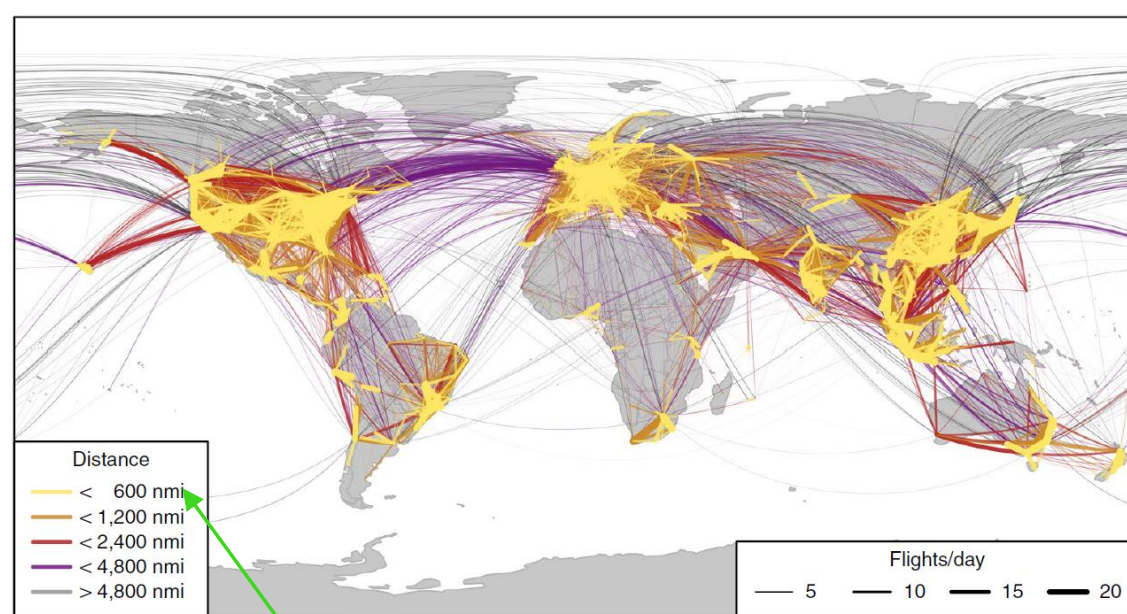 Distance
< 600 nmi
< 1,200 nmi
< 2,400 nmi
< 4,800 nmi
> 4,800 nmi
Flights/day
5 10 15 20